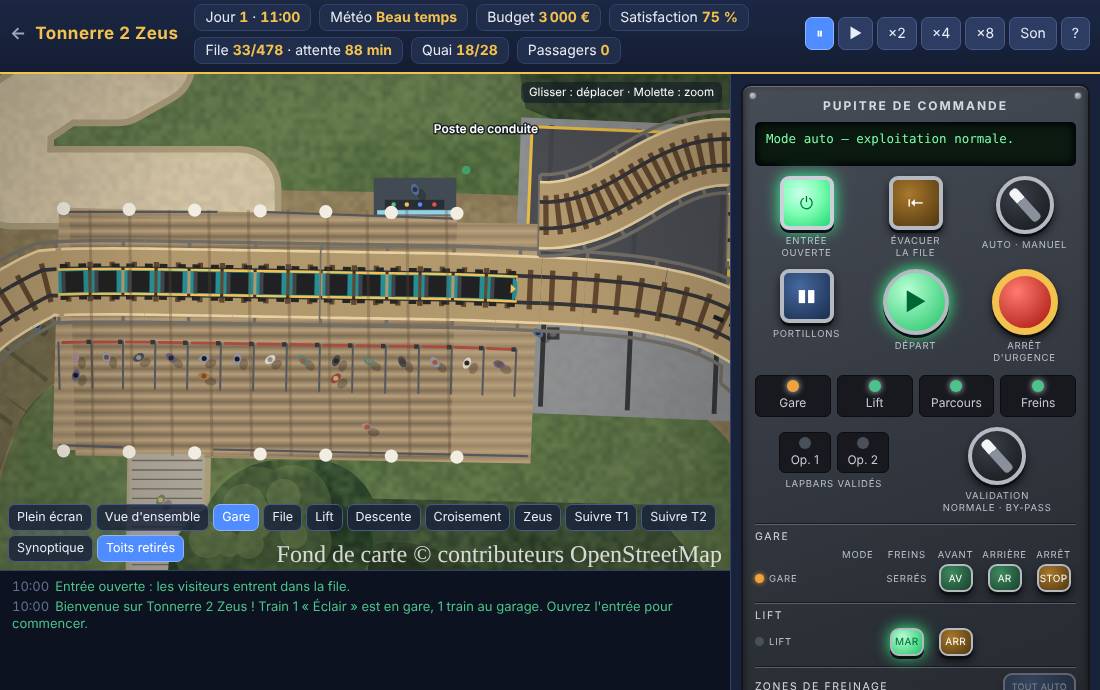 ← Tonnerre 2 Zeus
Jour 1 · 11:00
Météo Beau temps
Budget 3 000 €
Satisfaction 75 %
File 33/478 · attente 88 min
Quai 18/28
Passagers 0
×2
×4
×8
Son
?
Glisser : déplacer · Molette : zoom
Poste de conduite
Plein écran
Vue d'ensemble
Gare
File
Lift
Descente
Croisement
Zeus
Suivre T1
Suivre T2
Synoptique
Toits retirés
Fond de carte © contributeurs OpenStreetMap
10:00 Entrée ouverte : les visiteurs entrent dans la file.
10:00 Bienvenue sur Tonnerre 2 Zeus ! Train 1 « Éclair » est en gare, 1 train au garage. Ouvrez l'entrée pour
commencer.
PUPITRE DE COMMANDE
Mode auto — exploitation normale.
ENTRÉE
OUVERTE
ÉVACUER
LA FILE
AUTO · MANUEL
PORTILLONS
DÉPART
ARRÊT
D'URGENCE
Gare
Lift
Parcours
Freins
Op. 1
Op. 2
LAPBARS VALIDÉS
VALIDATION
NORMALE · BY-PASS
GARE
MODE FREINS AVANT ARRIÈRE ARRÊT
GARE SERRÉS AV AR STOP
LIFT
LIFT MAR ARR
ZONES DE FREINAGE
TOUT AUTO